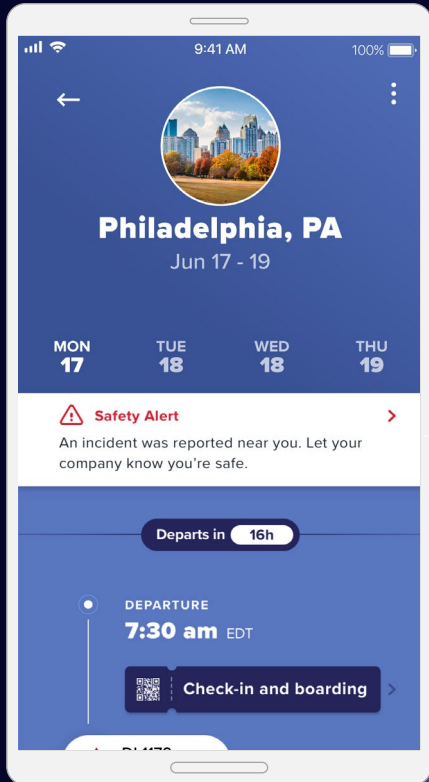 9:41 AM
100%
Philadelphia, PA
Jun 17 - 19
MON TUE WED THU
17 18 18 19
Safety Alert
An incident was reported near you. Let your
company know you're safe.
Departs in 16h
DEPARTURE
7:30 am EDT
Check-in and boarding